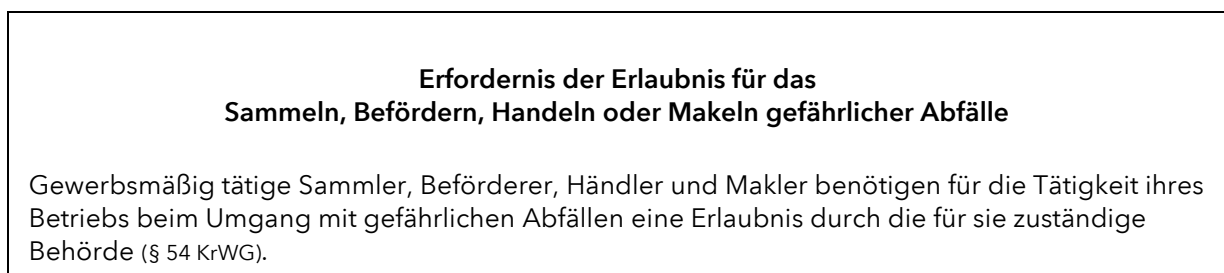 Erfordernis der Erlaubnis für das
Sammeln, Befördern, Handeln oder Makeln gefährlicher Abfälle
Gewerbsmäßig tätige Sammler, Beförderer, Händler und Makler benötigen für die Tätigkeit ihres
Betriebs beim Umgang mit gefährlichen Abfällen eine Erlaubnis durch die für sie zuständige
Behörde (§ 54 KrWG).